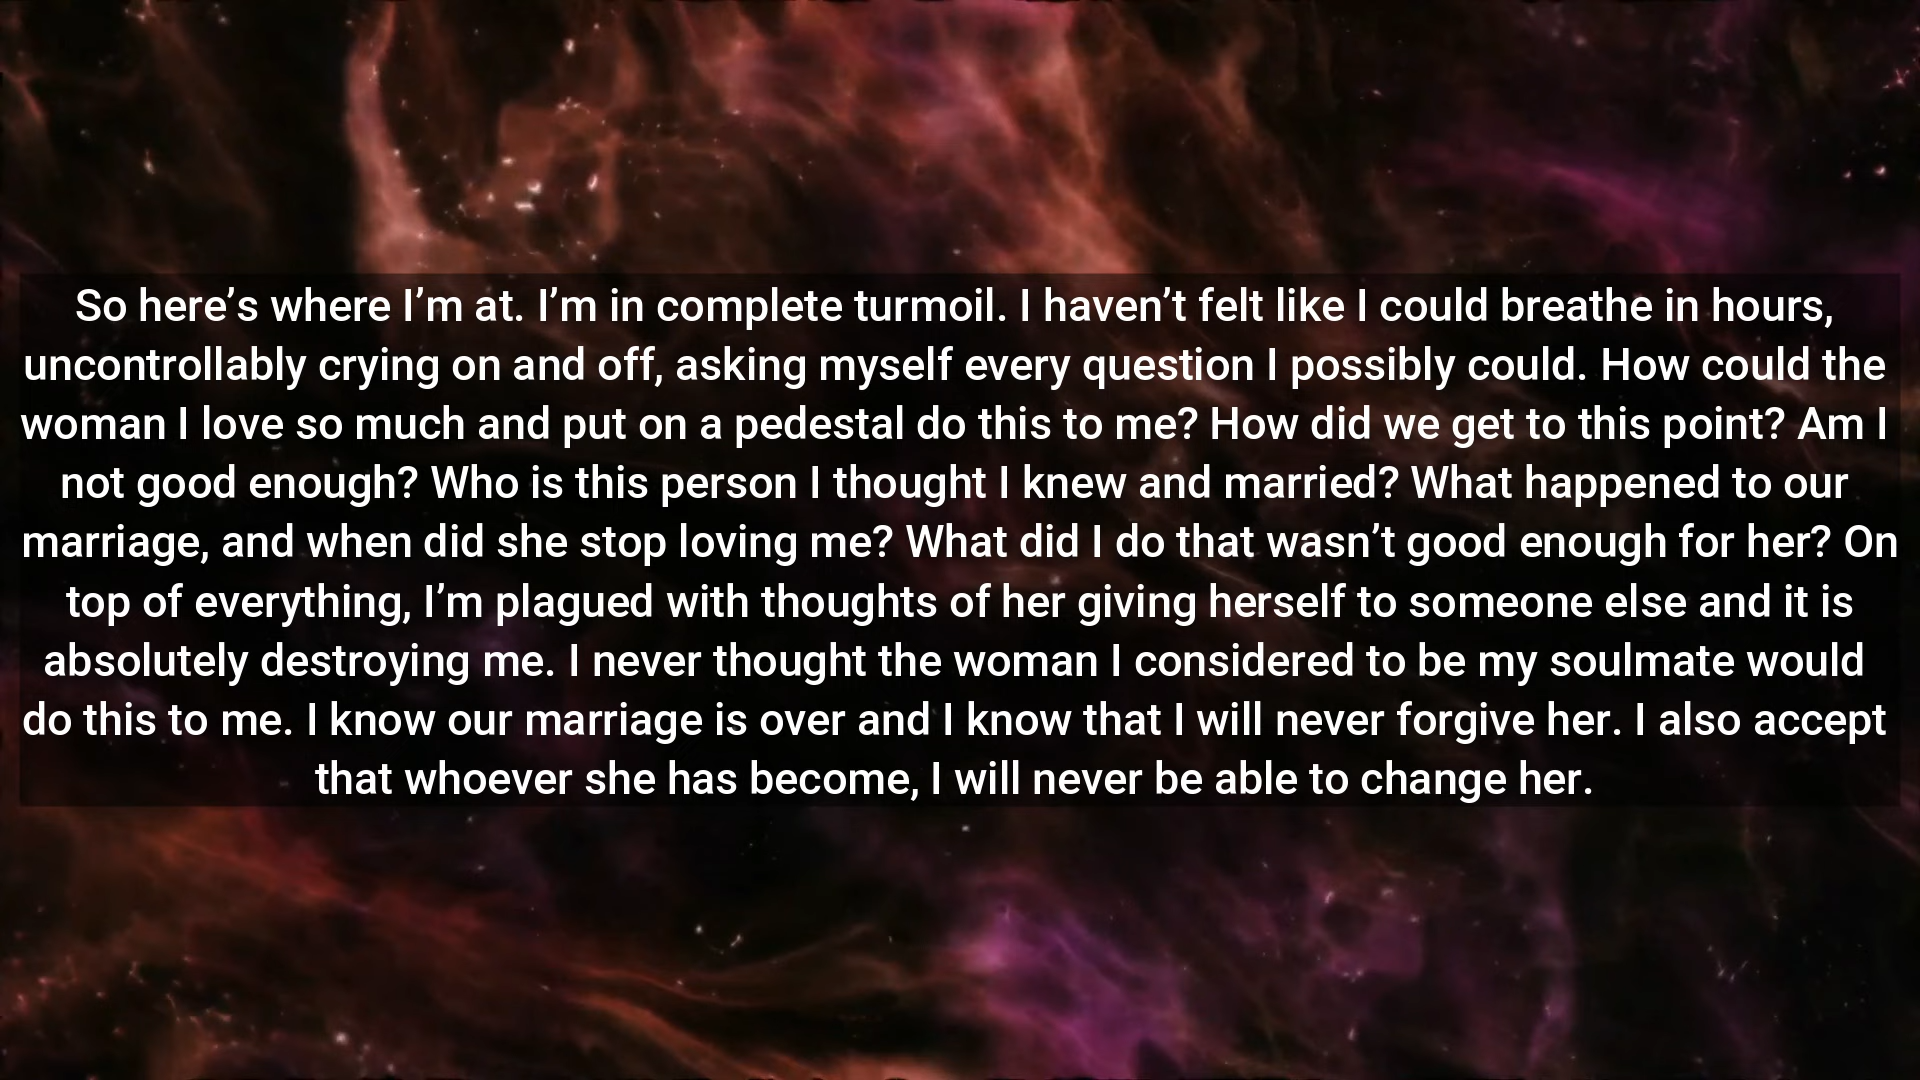 So here’s where I’m at. I’m in complete turmoil. I haven’t felt like I could breathe in hours,
uncontrollably crying on and off, asking myself every question I possibly could. How could the
woman I love so much and put on a pedestal do this to me? How did we get to this point? Am I
not good enough? Who is this person I thought I knew and married? What happened to our
marriage, and when did she stop loving me? What did I do that wasn’t good enough for her? On
top of everything, I’m plagued with thoughts of her giving herself to someone else and it is
absolutely destroying me. I never thought the woman I considered to be my soulmate would
do this to me. I know our marriage is over and I know that I will never forgive her. I also accept
that whoever she has become, I will never be able to change her.